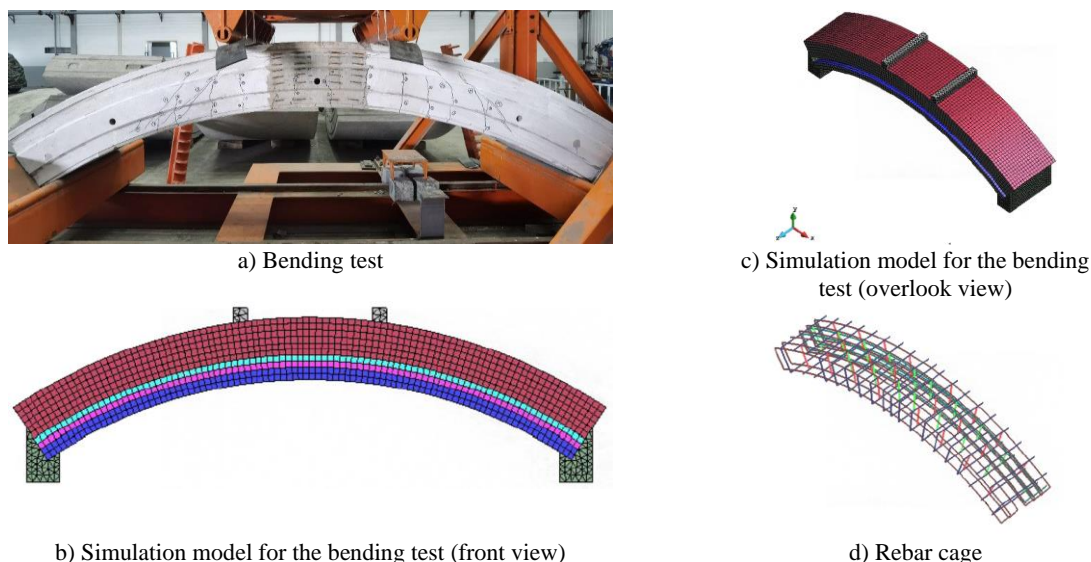 a) Bending test
c) Simulation model for the bending
test (overlook view)
b) Simulation model for the bending test (front view)
d) Rebar cage